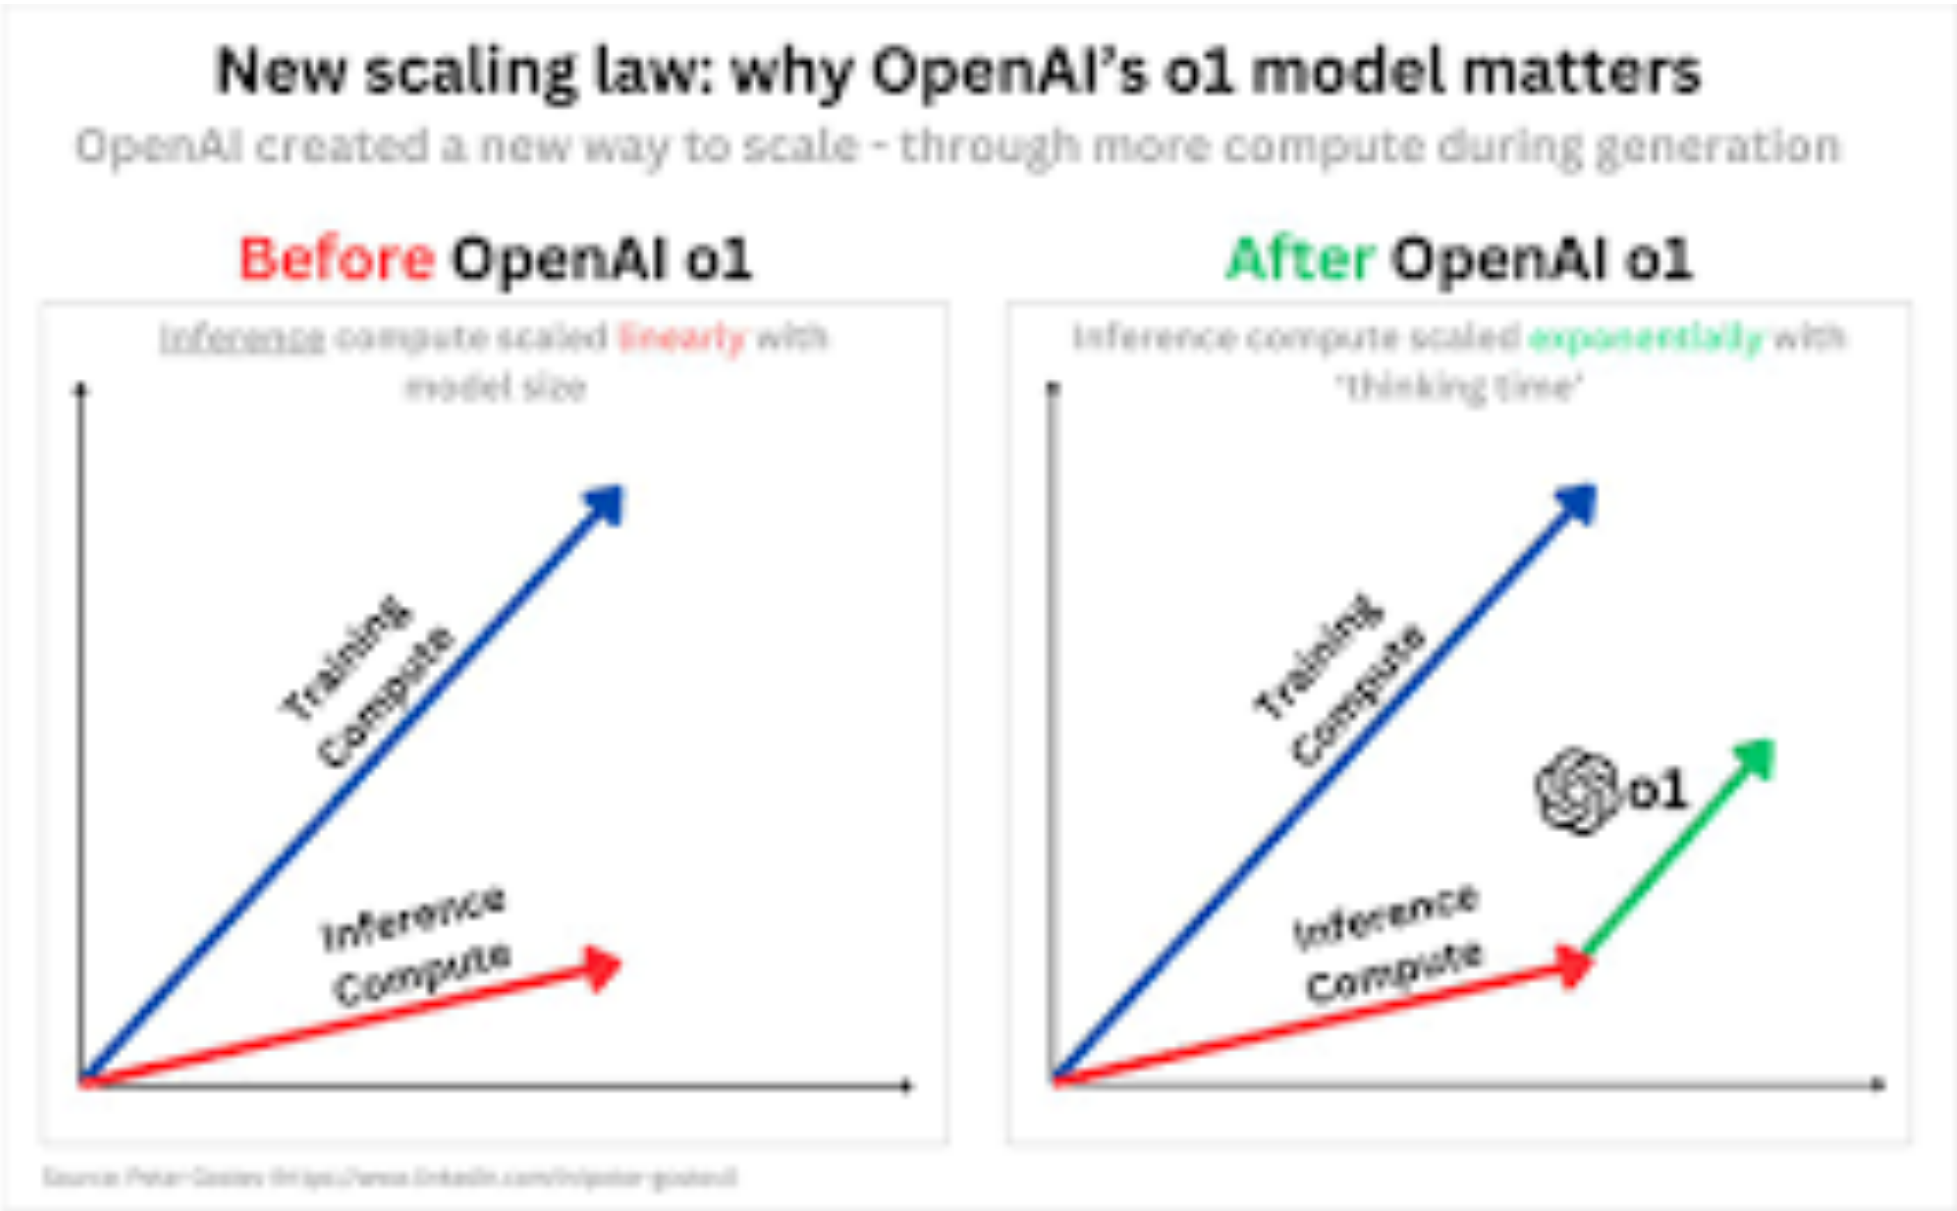 New scaling law: why OpenAI's o1 model matters
OpenAI created a new way to scale - through more compute during generation
Before OpenAI o1
Inference compute scaled linearly with
model size
Training
Compute
Inference
Compute
After OpenAI o1
Inference compute scaled exponentially with
'thinking time'
Training
Compute
o1
Inference
Compute
Source: Peter